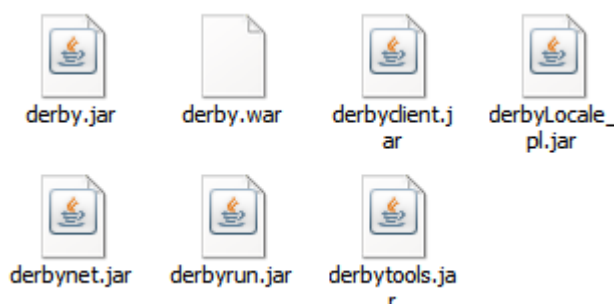 derby.jar
derby.war
derbyclient.j
ar
derbyLocale_
pl.jar
derbynet.jar
derbyrun.jar
derbytools.ja
r